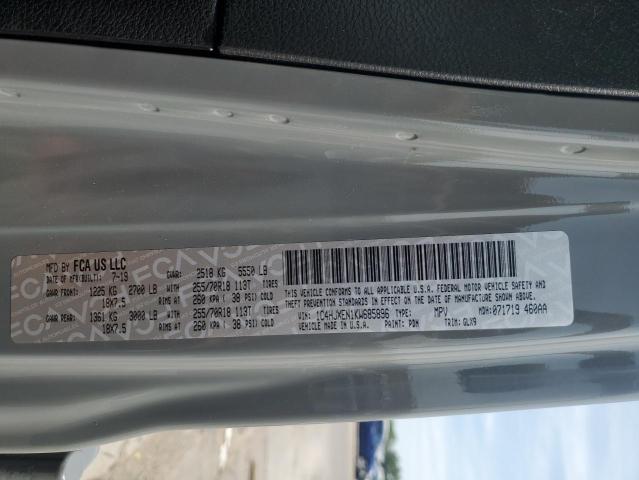 MFD BY FCA US LLC
DATE OF MFR(BUILT): 7-19
GVWR: 2518 KG 5550 LB
GAWR FRONT: 1225 KG 2700 LB WITH 255/70R18 113T TIRES
18X7.5 RIMS AT 260 KPA ( 38 PSI) COLD
GAWR REAR: 1361 KG 3000 LB WITH 255/70R18 113T TIRES
18X7.5 RIMS AT 260 KPA ( 38 PSI) COLD
THIS VEHICLE CONFORMS TO ALL APPLICABLE U.S.A. FEDERAL MOTOR VEHICLE SAFETY AND
THEFT PREVENTION STANDARDS IN EFFECT ON THE DATE OF MANUFACTURE SHOWN ABOVE.
VIN: 1C4HJXEN1KW685896 TYPE: MPV MDH: 071719 460AA
VEHICLE MADE IN U.S.A. PAINT: PDN TRIM: GLX9